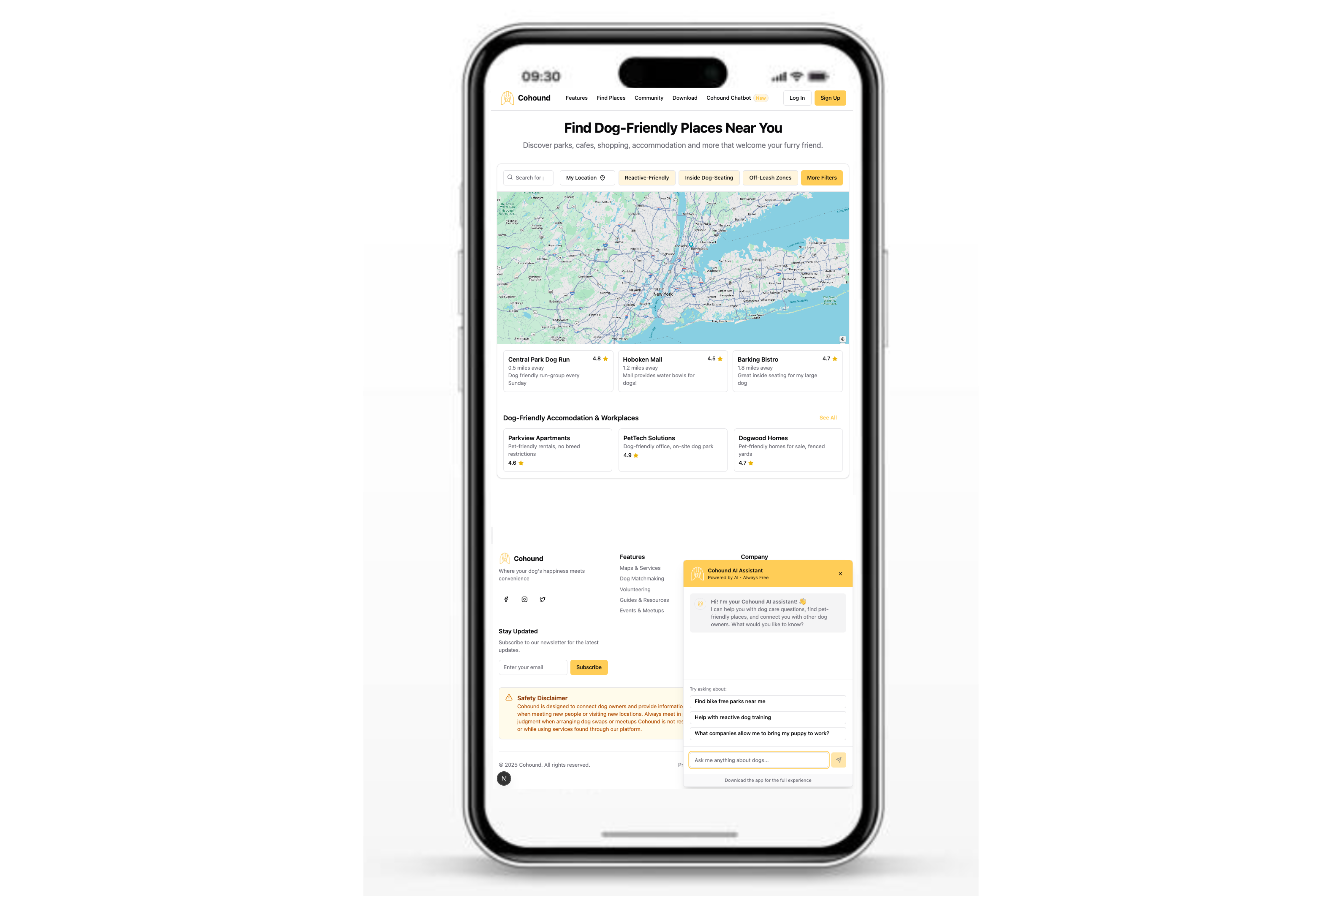 09:30
Cohound
Features
Find Places
Community
Download
Cohound Chatbot
Log In
Sign Up
Find Dog-Friendly Places Near You
Discover parks, cafes, shopping, accommodation and more that welcome your furry friend.
Search for
My Location
Reactive-Friendly
Inside Dog-Seating
Off-Leash Zones
More Filters
New York
Central Park Dog Run
4.8
0.5 miles away
Dog friendly run-group every
Sunday
Hoboken Mall
4.5
1.2 miles away
Mall provides water bowls for
dogs!
Barking Bistro
4.7
1.8 miles away
Great inside seating for my large
dog
Dog-Friendly Accomodation & Workplaces
See All
Parkview Apartments
Pet-friendly rentals, no breed
restrictions
4.6
PetTech Solutions
Dog-friendly office, on-site dog park
4.9
Dogwood Homes
Pet-friendly homes for sale, fenced
yards
4.7
Cohound
Where your dog's happiness meets
convenience
Features
Maps & Services
Dog Matchmaking
Volunteering
Guides & Resources
Events & Meetups
Company
Stay Updated
Subscribe to our newsletter for the latest
updates.
Enter your email
Subscribe
Safety Disclaimer
Cohound is designed to connect dog owners and provide informatio
when meeting new people or visiting new locations. Always meet in
judgment when arranging dog swaps or meetups. Cohound is not re
or while using services found through our platform.
© 2025 Cohound. All rights reserved.
N
Cohound AI Assistant
Powered by AI • Always Free
Hi! I'm your Cohound AI assistant!
I can help you with dog care questions, find pet-
friendly places, and connect you with other dog
owners. What would you like to know?
Try asking about:
Find bike free parks near me
Help with reactive dog training
What companies allow me to bring my puppy to work?
Ask me anything about dogs...
Download the app for the full experience